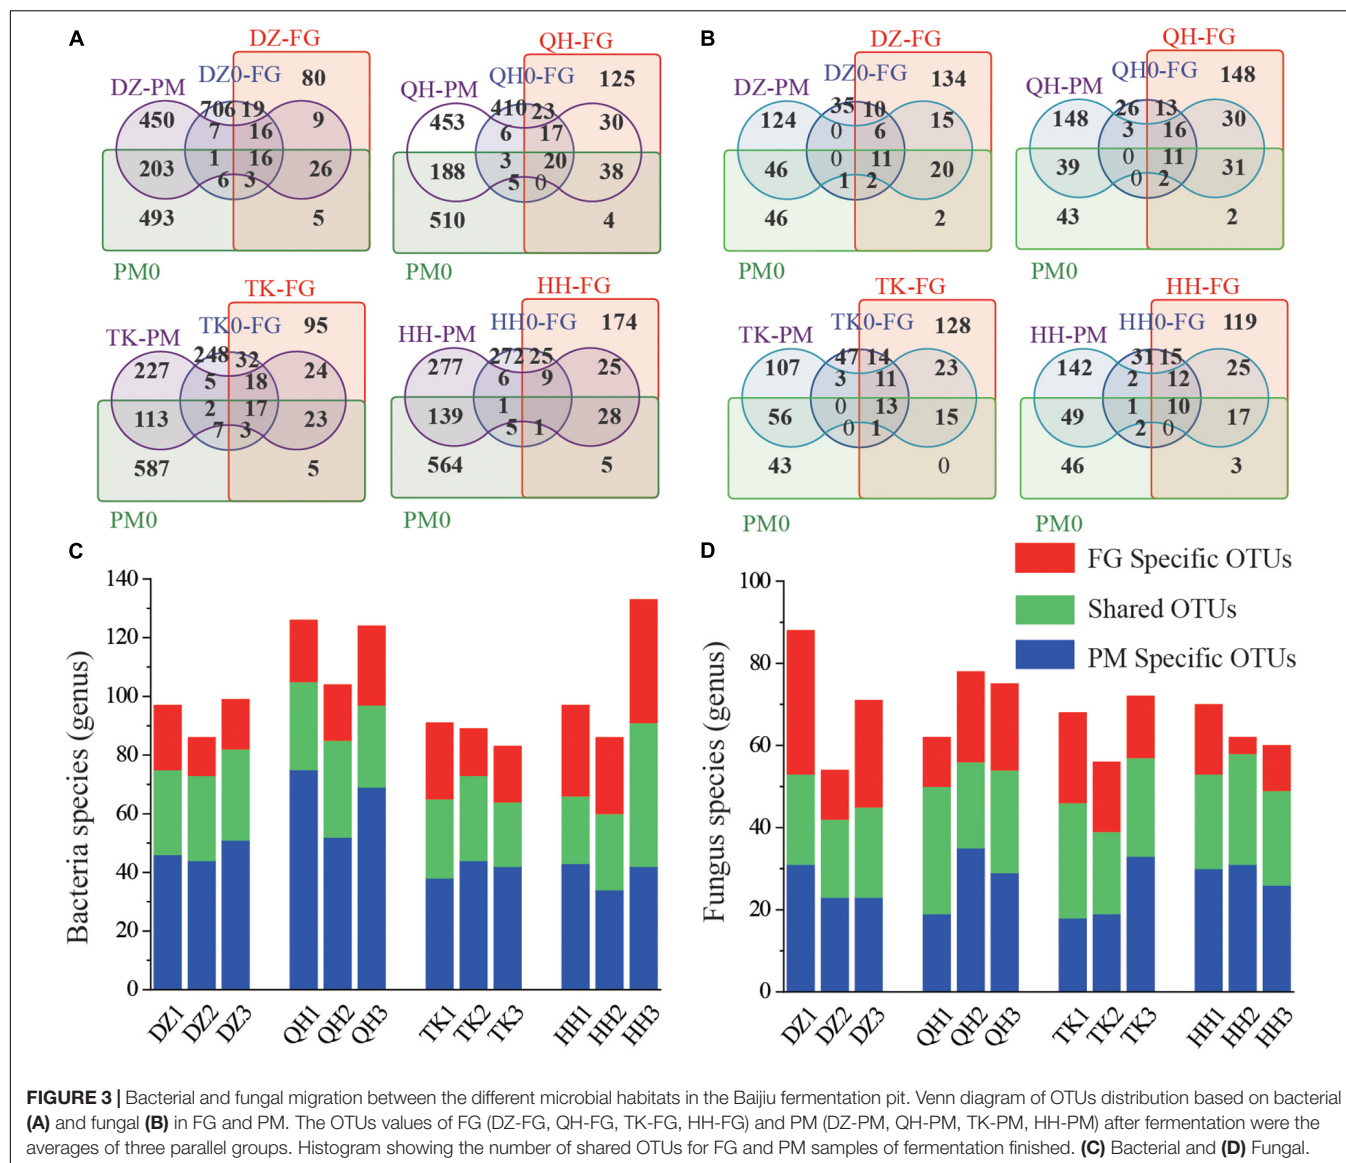 A
DZ-FG
DZ0-FG
DZ-PM
80
706 19
450
7 16
9
1 16
203
26
6 3
493
5
PM0
QH-FG
QH0-FG
QH-PM
125
410 23
453
6 17
30
3 20
188
38
5 0
510
4
PM0
TK-FG
TK0-FG
TK-PM
95
248 32
227
5 18
24
2 17
113
23
7 3
587
5
PM0
HH-FG
HH0-FG
HH-PM
174
272 25
277
6 9
25
1
139
28
5 1
564
5
PM0
B
DZ-FG
DZ0-FG
DZ-PM
134
35 10
124
0 6
15
0 11
46
20
1 2
46
2
PM0
QH-FG
QH0-FG
QH-PM
148
26 13
148
3 16
30
0 11
39
31
0 2
43
2
PM0
TK-FG
TK0-FG
TK-PM
128
47 14
107
3 11
23
0 13
56
15
0 1
43
0
PM0
HH-FG
HH0-FG
HH-PM
119
31 15
142
2 12
25
1 10
49
17
2 0
46
3
PM0
C
Bacteria species (genus)
140
120
100
80
60
40
20
0
DZ1
DZ2
DZ3
QH1
QH2
QH3
TK1
TK2
TK3
HH1
HH2
HH3
D
FG Specific OTUs
Shared OTUs
PM Specific OTUs
Fungus species (genus)
100
80
60
40
20
0
DZ1
DZ2
DZ3
QH1
QH2
QH3
TK1
TK2
TK3
HH1
HH2
HH3
FIGURE 3 | Bacterial and fungal migration between the different microbial habitats in the Baijiu fermentation pit. Venn diagram of OTUs distribution based on bacterial
(A) and fungal (B) in FG and PM. The OTUs values of FG (DZ-FG, QH-FG, TK-FG, HH-FG) and PM (DZ-PM, QH-PM, TK-PM, HH-PM) after fermentation were the
averages of three parallel groups. Histogram showing the number of shared OTUs for FG and PM samples of fermentation finished. (C) Bacterial and (D) Fungal.